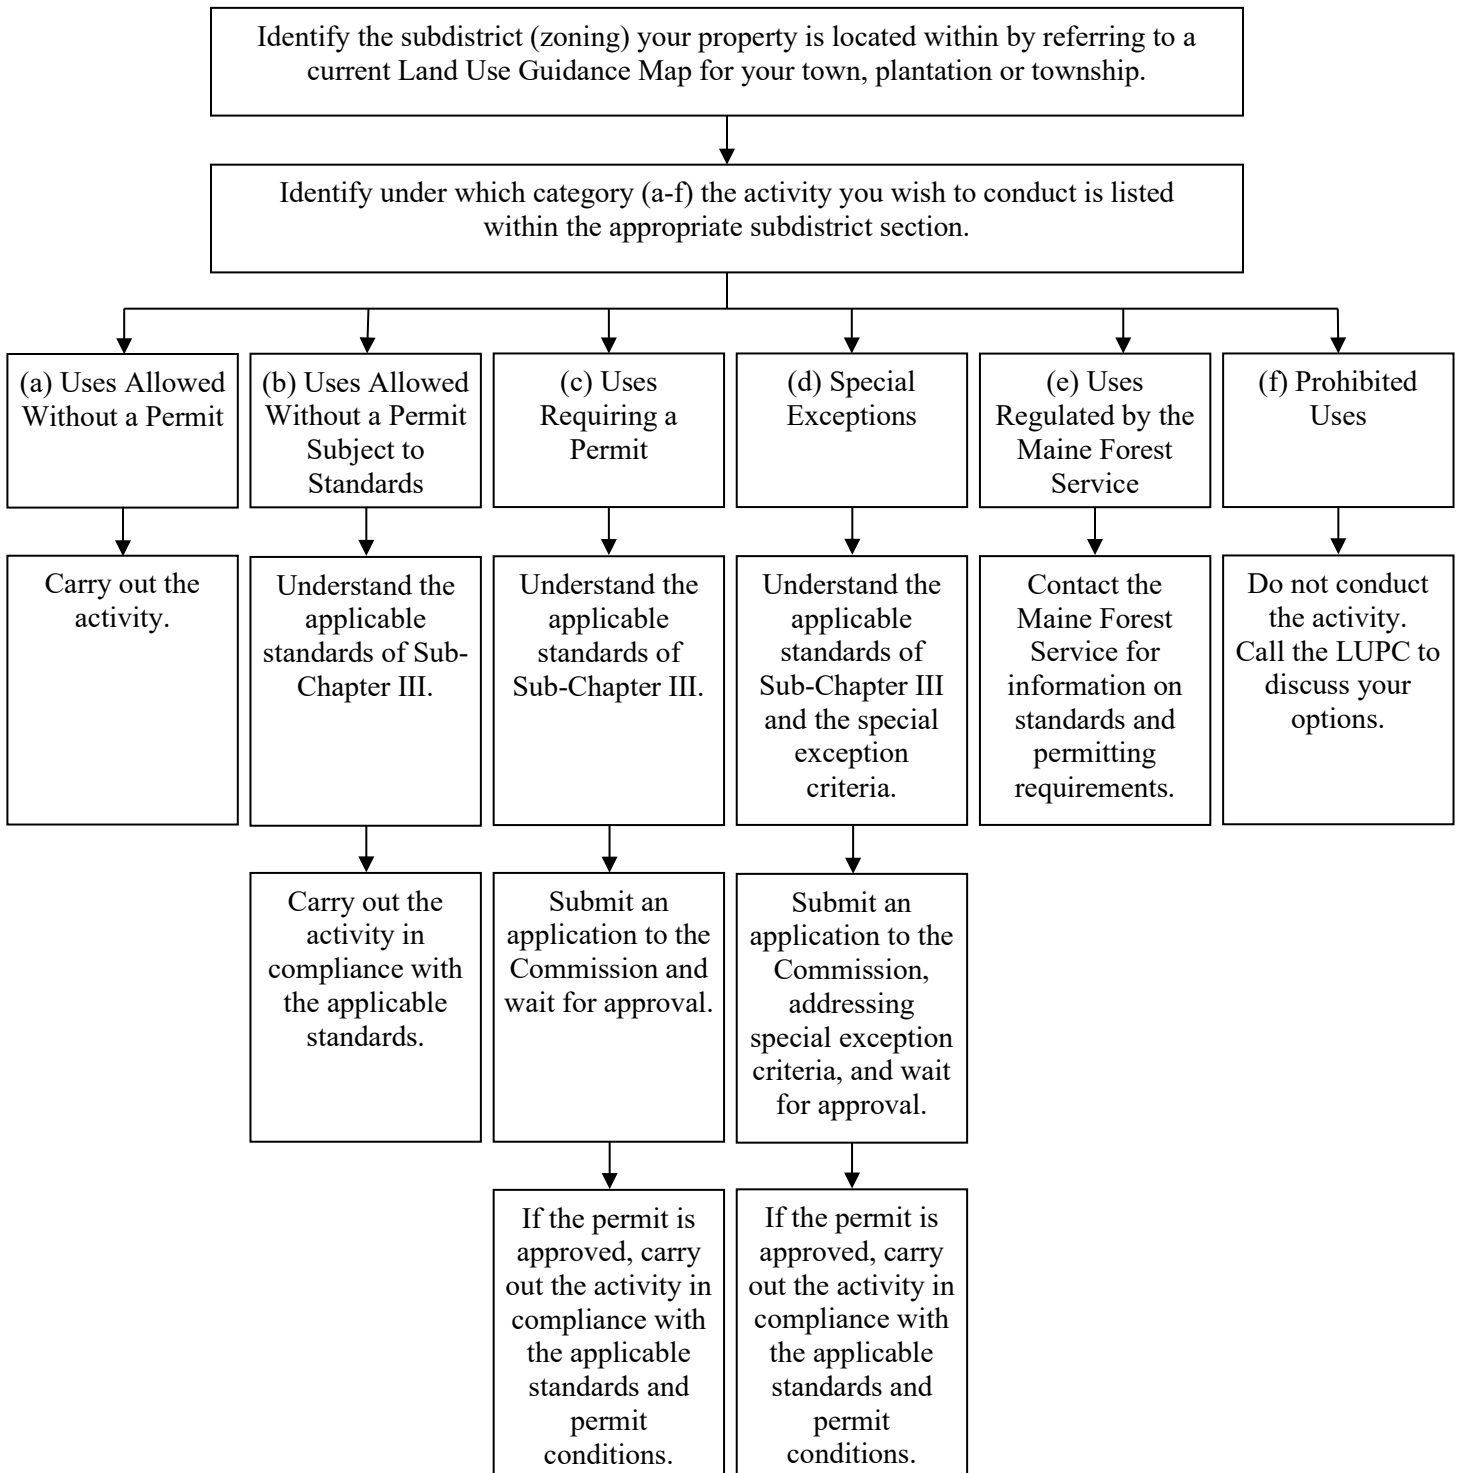 Identify the subdistrict (zoning) your property is located within by referring to a
current Land Use Guidance Map for your town, plantation or township.
Identify under which category (a-f) the activity you wish to conduct is listed
within the appropriate subdistrict section.
(a) Uses Allowed
Without a Permit
(b) Uses Allowed
Without a Permit
Subject to
Standards
(c) Uses
Requiring a
Permit
(d) Special
Exceptions
(e) Uses
Regulated by the
Maine Forest
Service
(f) Prohibited
Uses
Carry out the
activity.
Understand the
applicable
standards of Sub-
Chapter III.
Understand the
applicable
standards of
Sub-Chapter III.
Understand the
applicable
standards of
Sub-Chapter III
and the special
exception
criteria.
Contact the
Maine Forest
Service for
information on
standards and
permitting
requirements.
Do not conduct
the activity.
Call the LUPC to
discuss your
options.
Carry out the
activity in
compliance with
the applicable
standards.
Submit an
application to the
Commission and
wait for approval.
Submit an
application to the
Commission,
addressing
special exception
criteria, and wait
for approval.
If the permit is
approved, carry
out the activity in
compliance with
the applicable
standards and
permit
conditions.
If the permit is
approved, carry
out the activity in
compliance with
the applicable
standards and
permit
conditions.